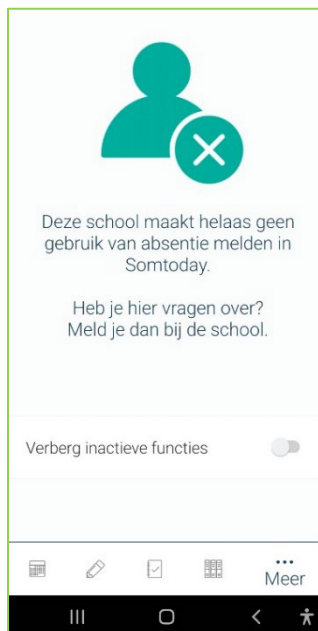 Deze school maakt helaas geen
gebruik van absentie melden in
Somtoday.
Heb je hier vragen over?
Meld je dan bij de school.
Verberg inactieve functies
Meer